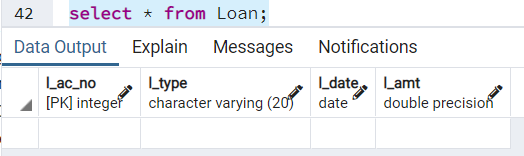 42 select * from Loan;
Data Output Explain Messages Notifications
l_ac_no l_type l_date l_amt
[PK] integer character varying (20) date double precision